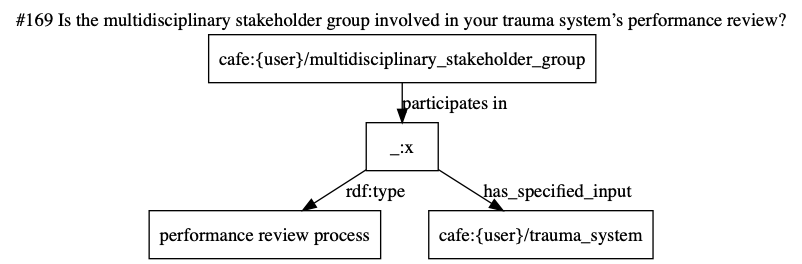 #169 Is the multidisciplinary stakeholder group involved in your trauma system’s performance review?
cafe:{user}/multidisciplinary_stakeholder_group
participates in
_:x
rdf:type
has_specified_input
performance review process
cafe:{user}/trauma_system